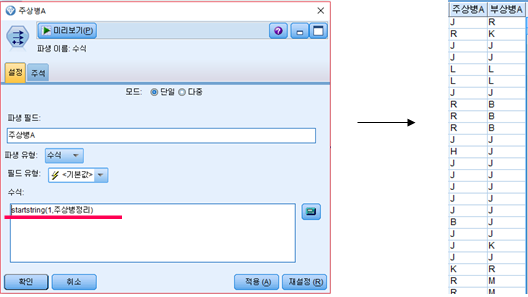 주상병A
미리보기(P)
파생 이름: 수식
설정 주석
모드: 단일 다중
파생 필드:
주상병A
파생 유형: 수식
필드 유형: <기본값>
수식:
startstring(1,주상병정리)
확인 취소 적용 (A) 재설정 (R)
주상병A 부상병A
J R
R K
J J
J J
L L
L L
J J
R B
R B
R B
J J
H J
J J
J J
J J
J J
J J
B J
J J
J K
J J
K R
R M
R M